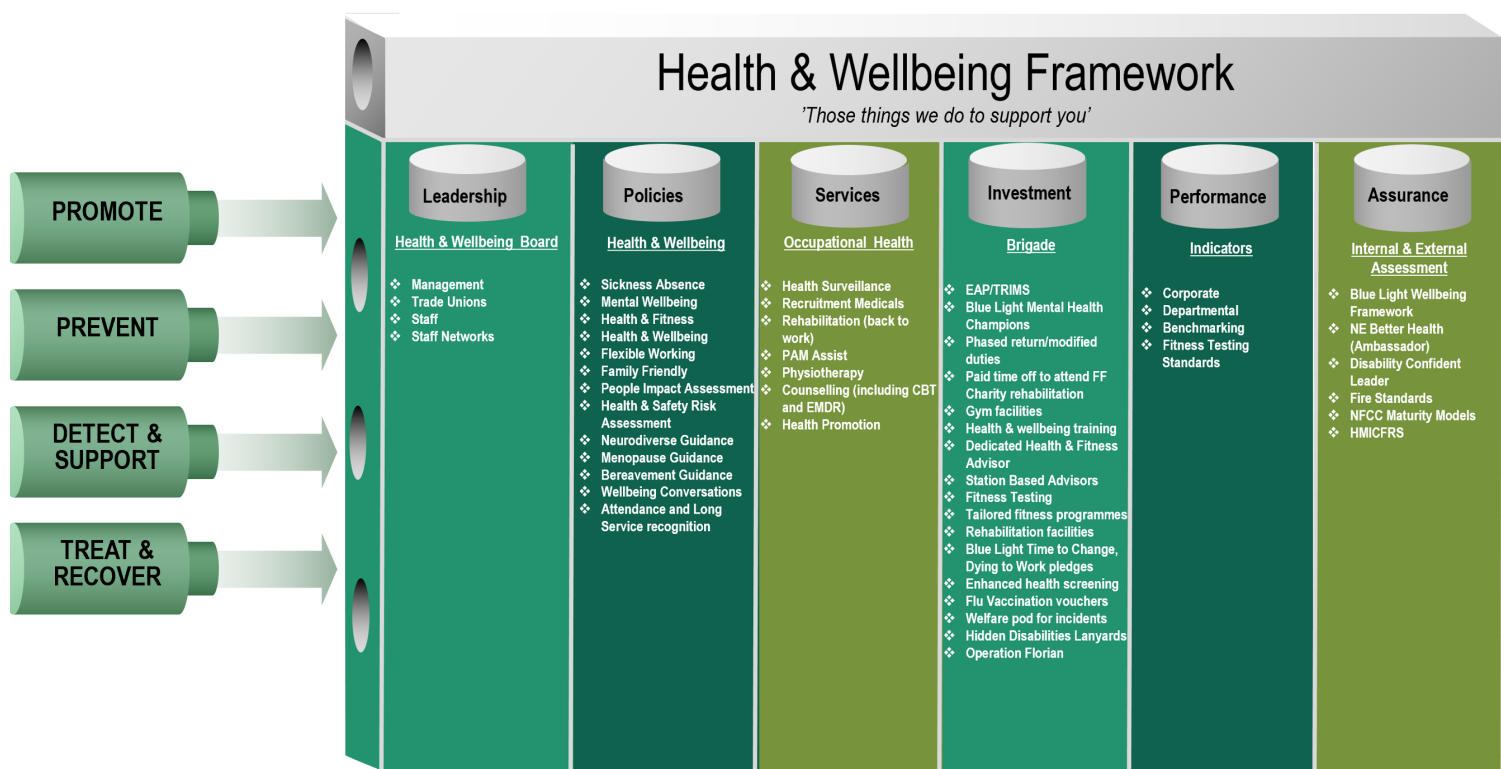 Health & Wellbeing Framework
'Those things we do to support you'
PROMOTE
PREVENT
DETECT &
SUPPORT
TREAT &
RECOVER
Leadership
Health & Wellbeing Board
❖ Management
❖ Trade Unions
❖ Staff
❖ Staff Networks
Policies
Health & Wellbeing
❖ Sickness Absence
❖ Mental Wellbeing
❖ Health & Fitness
❖ Health & Wellbeing
❖ Flexible Working
❖ Family Friendly
❖ People Impact Assessment
❖ Health & Safety Risk
Assessment
❖ Neurodiverse Guidance
❖ Menopause Guidance
❖ Bereavement Guidance
❖ Wellbeing Conversations
❖ Attendance and Long
Service recognition
Services
Occupational Health
❖ Health Surveillance
❖ Recruitment Medicals
❖ Rehabilitation (back to
work)
❖ PAM Assist
❖ Physiotherapy
❖ Counselling (including CBT
and EMDR)
❖ Health Promotion
Investment
Brigade
❖ EAP/TRIMS
❖ Blue Light Mental Health
Champions
❖ Phased return/modified
duties
❖ Paid time off to attend FF
Charity rehabilitation
❖ Gym facilities
❖ Health & wellbeing training
❖ Dedicated Health & Fitness
Advisor
❖ Station Based Advisors
❖ Fitness Testing
❖ Tailored fitness programmes
❖ Rehabilitation facilities
❖ Blue Light Time to Change,
Dying to Work pledges
❖ Enhanced health screening
❖ Flu Vaccination vouchers
❖ Welfare pod for incidents
❖ Hidden Disabilities Lanyards
❖ Operation Florian
Performance
Indicators
❖ Corporate
❖ Departmental
❖ Benchmarking
❖ Fitness Testing
Standards
Assurance
Internal & External
Assessment
❖ Blue Light Wellbeing
Framework
❖ NE Better Health
(Ambassador)
❖ Disability Confident
Leader
❖ Fire Standards
❖ NFCC Maturity Models
❖ HMICFRS